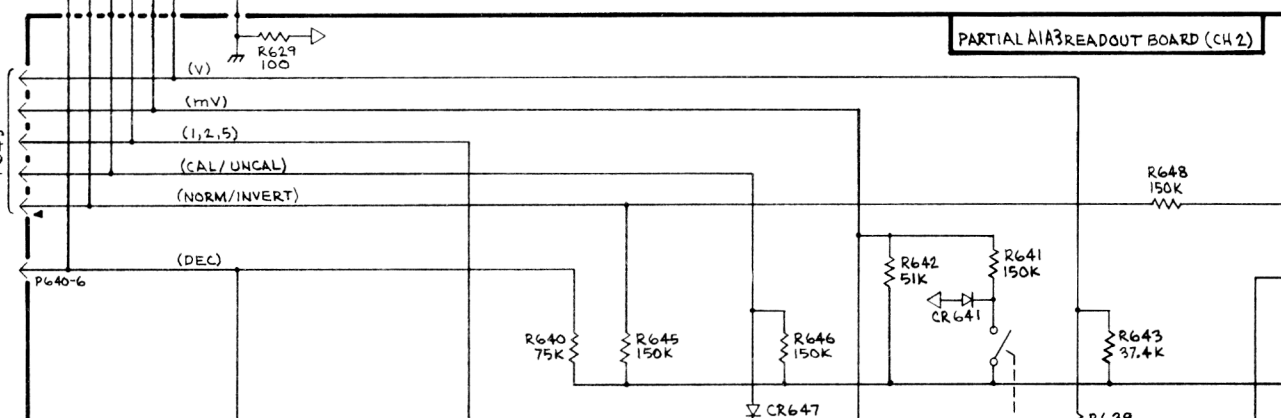 PARTIAL A1A3 READOUT BOARD (CH 2)
R629
100
(V)
(mV)
(1,2,5)
(CAL/UNCAL)
(NORM/INVERT)
(DEC)
P640-6
R648
150K
R642
51K
R641
150K
CR641
R640
75K
R645
150K
R646
150K
R643
37.4K
CR647